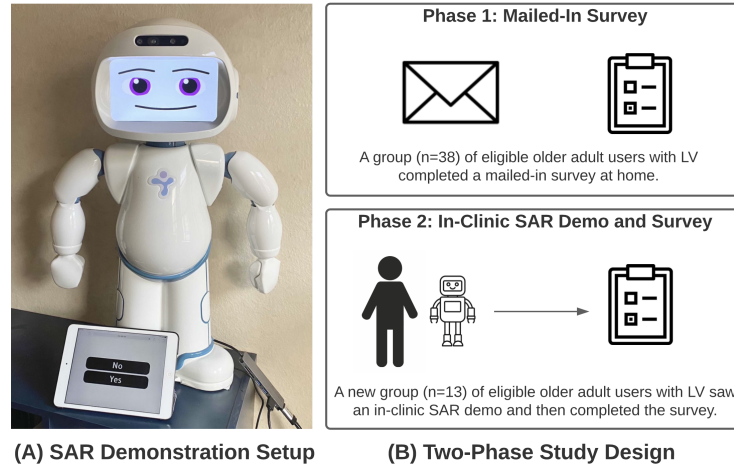 No
Yes
(A) SAR Demonstration Setup
Phase 1: Mailed-In Survey
A group (n=38) of eligible older adult users with LV
completed a mailed-in survey at home.
Phase 2: In-Clinic SAR Demo and Survey
A new group (n=13) of eligible older adult users with LV saw
an in-clinic SAR demo and then completed the survey.
(B) Two-Phase Study Design